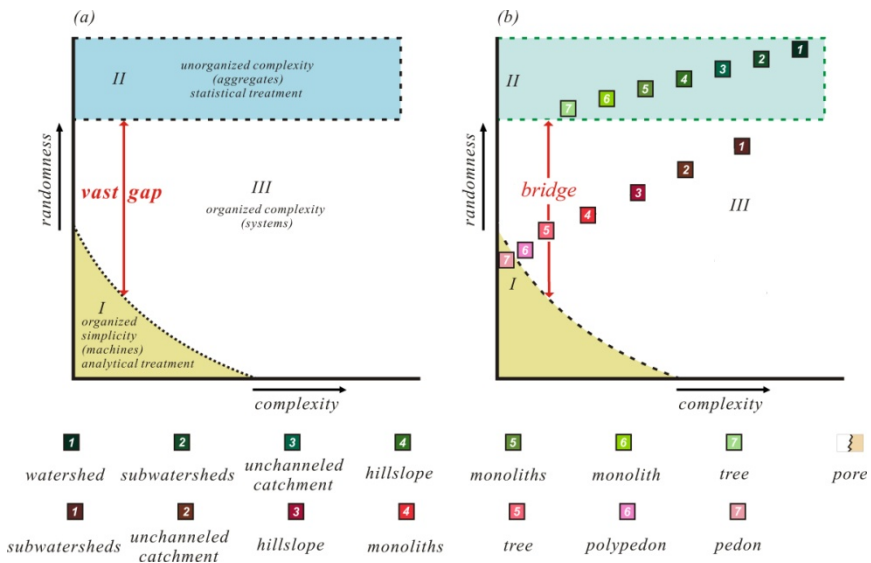 (a)
II
unorganized complexity
(aggregates)
statistical treatment
randomness
vast gap
III
organized complexity
(systems)
I
organized
simplicity
(machines)
analytical treatment
complexity
(b)
II
7
6
5
4
3
2
1
randomness
bridge
1
2
3
4
5
6
7
III
I
complexity
1
2
3
4
5
6
7
watershed
subwatersheds
unchanneled
catchment
hillslope
monoliths
monolith
tree
pore
1
2
3
4
5
6
7
subwatersheds
unchanneled
catchment
hillslope
monoliths
tree
polypedon
pedon